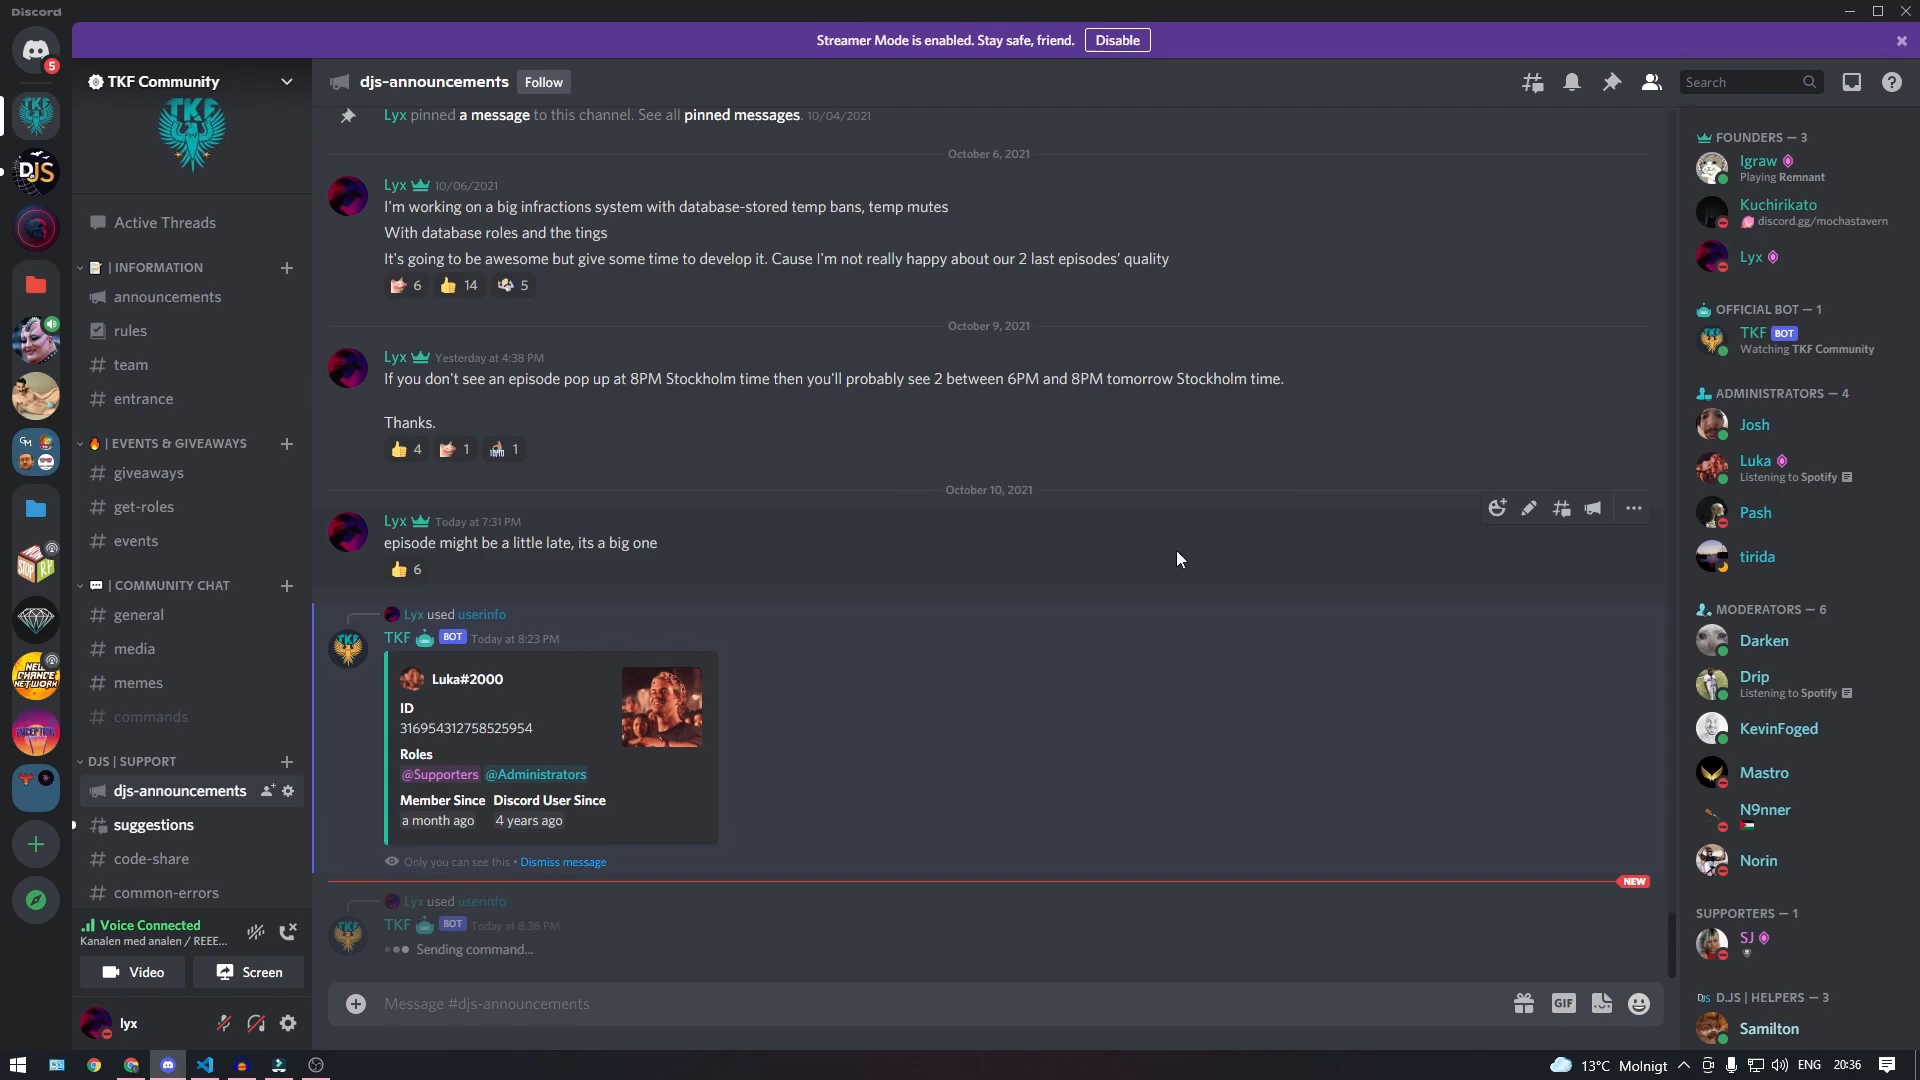 Discord
Streamer Mode is enabled. Stay safe, friend. Disable
5
TKF Community
TKF
DJS
Active Threads
| INFORMATION
announcements
rules
team
entrance
| EVENTS & GIVEAWAYS
giveaways
get-roles
events
| COMMUNITY CHAT
general
media
memes
commands
DJS | SUPPORT
djs-announcements
suggestions
code-share
common-errors
Voice Connected
Kanalen med analen / REEE...
Video
Screen
lyx
djs-announcements Follow
Search
Lyx pinned a message to this channel. See all pinned messages. 10/04/2021
October 6, 2021
Lyx 10/06/2021
I'm working on a big infractions system with database-stored temp bans, temp mutes
With database roles and the tings
It's going to be awesome but give some time to develop it. Cause I'm not really happy about our 2 last episodes' quality
6 14 5
October 9, 2021
Lyx Yesterday at 4:38 PM
If you don't see an episode pop up at 8PM Stockholm time then you'll probably see 2 between 6PM and 8PM tomorrow Stockholm time.
Thanks.
4 1 1
October 10, 2021
Lyx Today at 7:31 PM
episode might be a little late, its a big one
6
Lyx used userinfo
TKF BOT Today at 8:23 PM
Luka#2000
ID
316954312758525954
Roles
@Supporters @Administrators
Member Since Discord User Since
a month ago 4 years ago
Only you can see this • Dismiss message
NEW
Lyx used userinfo
TKF BOT Today at 8:36 PM
Sending command...
Message #djs-announcements
GIF
FOUNDERS — 3
Igraw
Playing Remnant
Kuchirikato
discord.gg/mochastavern
Lyx
OFFICIAL BOT — 1
TKF BOT
Watching TKF Community
ADMINISTRATORS — 4
Josh
Luka
Listening to Spotify
Pash
tirida
MODERATORS — 6
Darken
Drip
Listening to Spotify
KevinFoged
Mastro
N9nner
Norin
SUPPORTERS — 1
SJ
DJS D.JS | HELPERS — 3
Samilton
13°C Molnigt
ENG
20:36